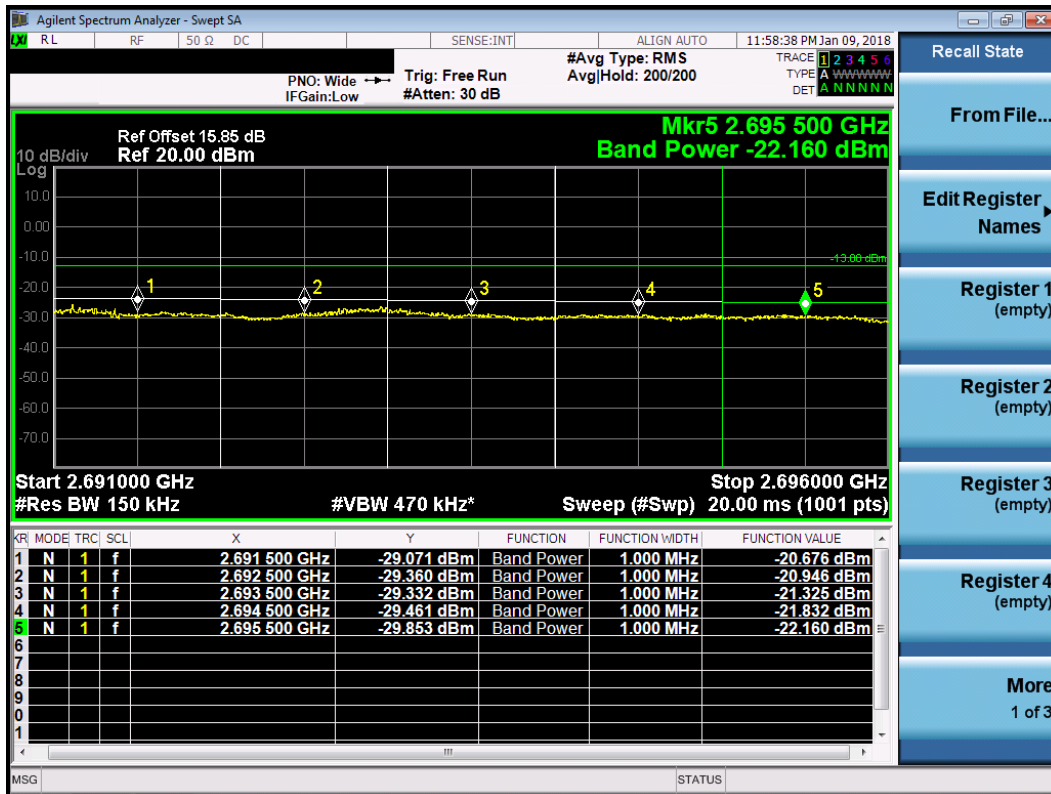 Agilent Spectrum Analyzer - Swept SA
LXI RL RF 50 Ω DC SENSE:INT ALIGN AUTO 11:58:38 PM Jan 09, 2018
PNO: Wide Trig: Free Run #Avg Type: RMS TRACE 1 2 3 4 5 6
IFGain:Low #Atten: 30 dB Avg|Hold: 200/200 TYPE A WWWWW
DET A N N N N N
Ref Offset 15.85 dB Mkr5 2.695 500 GHz
10 dB/div Ref 20.00 dBm Band Power -22.160 dBm
Log
10.0
0.00
-10.0
-13.00 dBm
-20.0
1 2 3 4 5
-30.0
-40.0
-50.0
-60.0
-70.0
Start 2.691000 GHz Stop 2.696000 GHz
#Res BW 150 kHz #VBW 470 kHz* Sweep (#Swp) 20.00 ms (1001 pts)
KR MODE TRC SCL X Y FUNCTION FUNCTION WIDTH FUNCTION VALUE
1 N 1 f 2.691 500 GHz -29.071 dBm Band Power 1.000 MHz -20.676 dBm
2 N 1 f 2.692 500 GHz -29.360 dBm Band Power 1.000 MHz -20.946 dBm
3 N 1 f 2.693 500 GHz -29.332 dBm Band Power 1.000 MHz -21.325 dBm
4 N 1 f 2.694 500 GHz -29.461 dBm Band Power 1.000 MHz -21.832 dBm
5 N 1 f 2.695 500 GHz -29.853 dBm Band Power 1.000 MHz -22.160 dBm
6
7
8
9
0
1
MSG STATUS
Recall State
From File...
Edit Register
Names
Register 1
(empty)
Register 2
(empty)
Register 3
(empty)
Register 4
(empty)
More
1 of 3